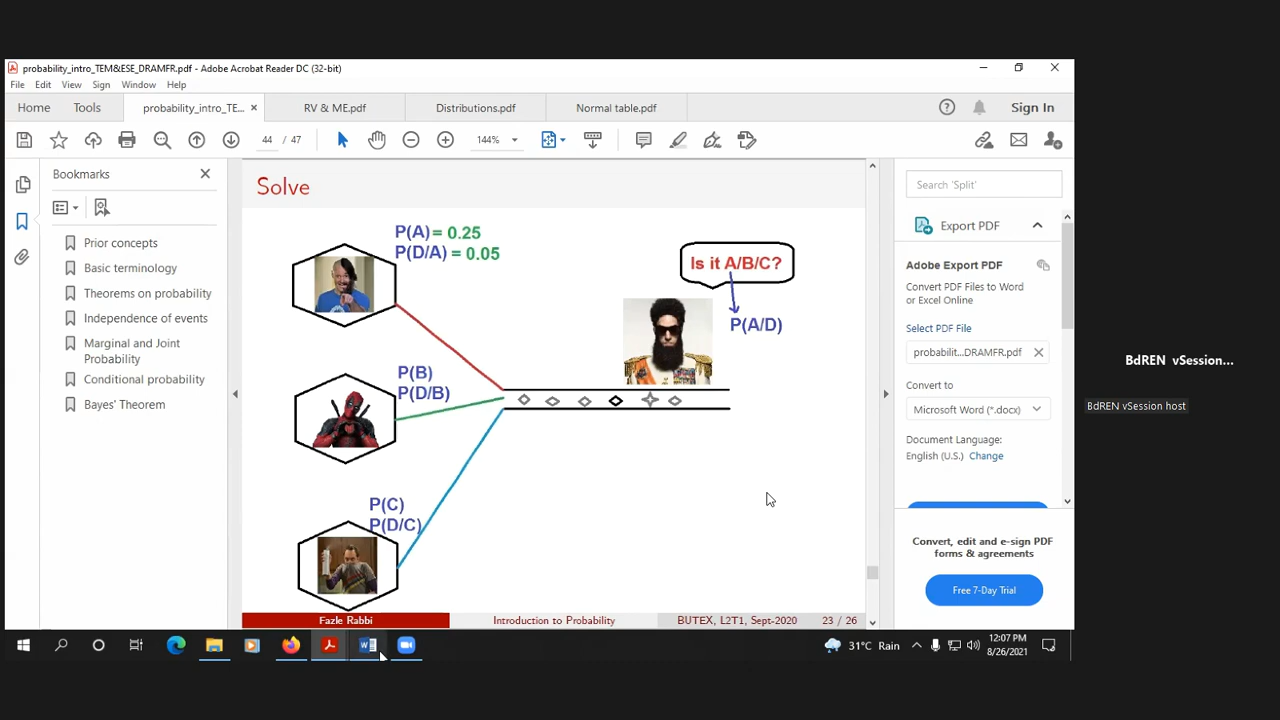 probability_intro_TEM&ESE_DRAMFR.pdf - Adobe Acrobat Reader DC (32-bit)
File Edit View Sign Window Help
Home Tools probability_intro_TE... × RV & ME.pdf Distributions.pdf Normal table.pdf Sign In
44 / 47 144%
Bookmarks
Prior concepts
Basic terminology
Theorems on probability
Independence of events
Marginal and Joint
Probability
Conditional probability
Bayes' Theorem
Solve
P(A) = 0.25
P(D/A) = 0.05
Is it A/B/C?
P(A/D)
P(B)
P(D/B)
P(C)
P(D/C)
Fazle Rabbi Introduction to Probability BUTEX, L2T1, Sept-2020 23 / 26
Search 'Split'
Export PDF
Adobe Export PDF
Convert PDF Files to Word
or Excel Online
Select PDF File
probabilit...DRAMFR.pdf
Convert to
Microsoft Word (*.docx)
Document Language:
English (U.S.) Change
Convert, edit and e-sign PDF
forms & agreements
Free 7-Day Trial
BdREN vSession...
BdREN vSession host
31°C Rain
12:07 PM
8/26/2021